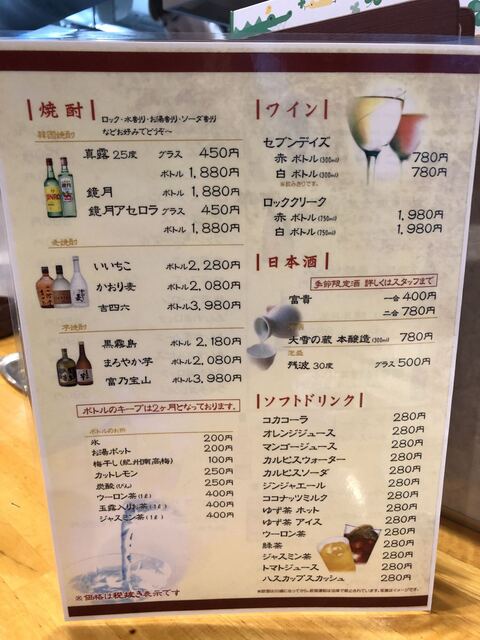 焼酎
ロック・水割り・お湯割り・ソーダ割り
などお好みでどうぞ〜
韓国焼酎
真露 25度 グラス 450円
ボトル 1,880円
鏡月 ボトル 1,880円
鏡月アセロラ グラス 450円
ボトル 1,880円
麦焼酎
いいちこ ボトル 2,280円
かおり麦 ボトル 2,080円
吉四六 ボトル 3,980円
芋焼酎
黒霧島 ボトル 2,180円
まろやか芋 ボトル 2,080円
富乃宝山 ボトル 3,980円
ボトルのキープは2ヶ月となっております。
ボトルのお供
氷 200円
お湯ポット 200円
梅干し(紀州南高梅) 100円
カットレモン 250円
炭酸(びん) 250円
ウーロン茶(1ℓ) 400円
玉露入りお茶(1ℓ) 400円
ジャスミン茶(1ℓ) 400円
※価格は税抜き表示です
ワイン
セブンデイズ
赤 ボトル(300ml) 780円
白 ボトル(300ml) 780円
※飲みきりです。
ロッククリーク
赤 ボトル(750ml) 1,980円
白 ボトル(750ml) 1,980円
日本酒
季節限定酒 詳しくはスタッフまで
富貴 一合 400円
二合 780円
大雪の蔵 本醸造(300ml) 780円
泡盛
残波 30度 グラス 500円
ソフトドリンク
コカコーラ 280円
オレンジジュース 280円
マンゴージュース 280円
カルピスウォーター 280円
カルピスソーダ 280円
ジンジャエール 280円
ココナッツミルク 280円
ゆず茶 ホット 280円
ゆず茶 アイス 280円
ウーロン茶 280円
緑茶 280円
ジャスミン茶 280円
トマトジュース 280円
ハスカップスカッシュ 280円